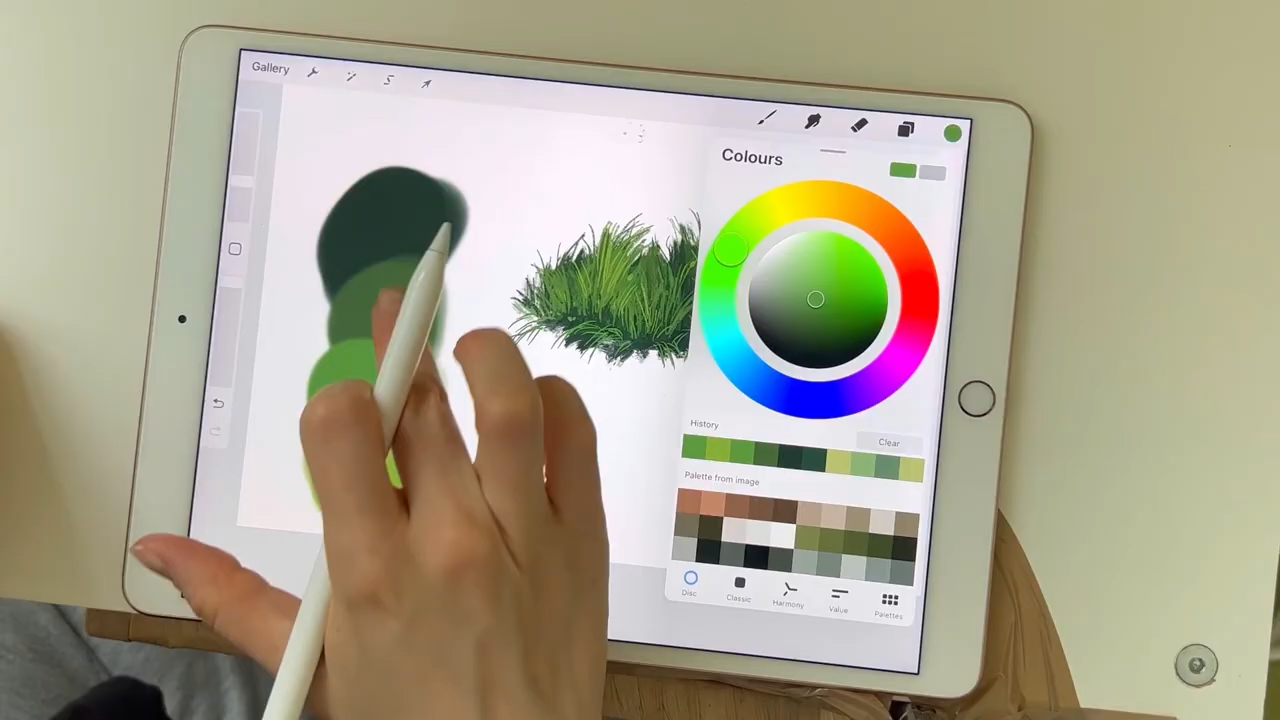 Gallery
Colours
History
Clear
Palette from image
Disc
Classic
Harmony
Value
Palettes